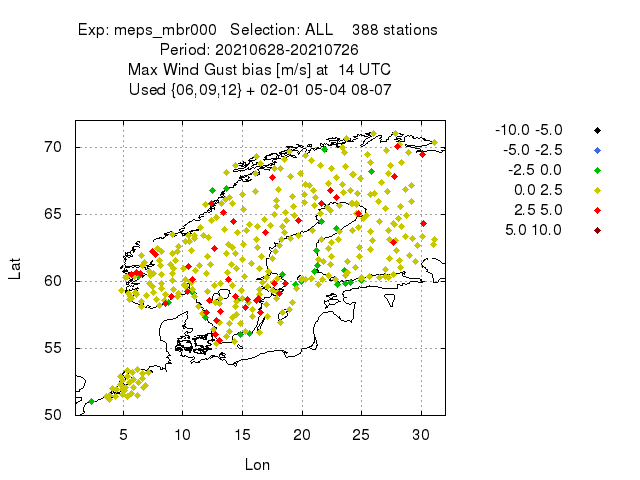 Exp: meps_mbr000   Selection: ALL    388 stations
Period: 20210628-20210726
Max Wind Gust bias [m/s] at  14 UTC
Used {06,09,12} + 02-01 05-04 08-07
-10.0 -5.0
-5.0 -2.5
-2.5 0.0
0.0 2.5
2.5 5.0
5.0 10.0
70
65
60
55
50
Lat
5 10 15 20 25 30
Lon